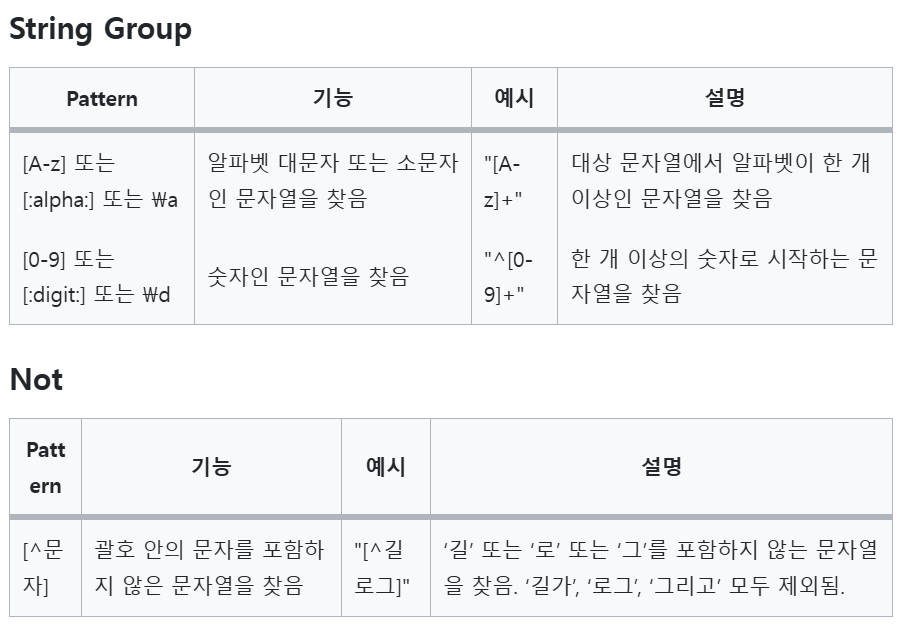 String Group
Pattern 기능 예시 설명
[A-z] 또는
[:alpha:] 또는 ₩a
알파벳 대문자 또는 소문자
인 문자열을 찾음
"[A-
z]+"
대상 문자열에서 알파벳이 한 개
이상인 문자열을 찾음
[0-9] 또는
[:digit:] 또는 ₩d
숫자인 문자열을 찾음
"^[0-
9]+"
한 개 이상의 숫자로 시작하는 문
자열을 찾음
Not
Patt
ern
기능
예시
설명
[^문
자]
괄호 안의 문자를 포함하
지 않은 문자열을 찾음
"[^길
로그]"
‘길’ 또는 ‘로’ 또는 ‘그‘를 포함하지 않는 문자열
을 찾음. ‘길가’, ‘로그’, ‘그리고’ 모두 제외됨.